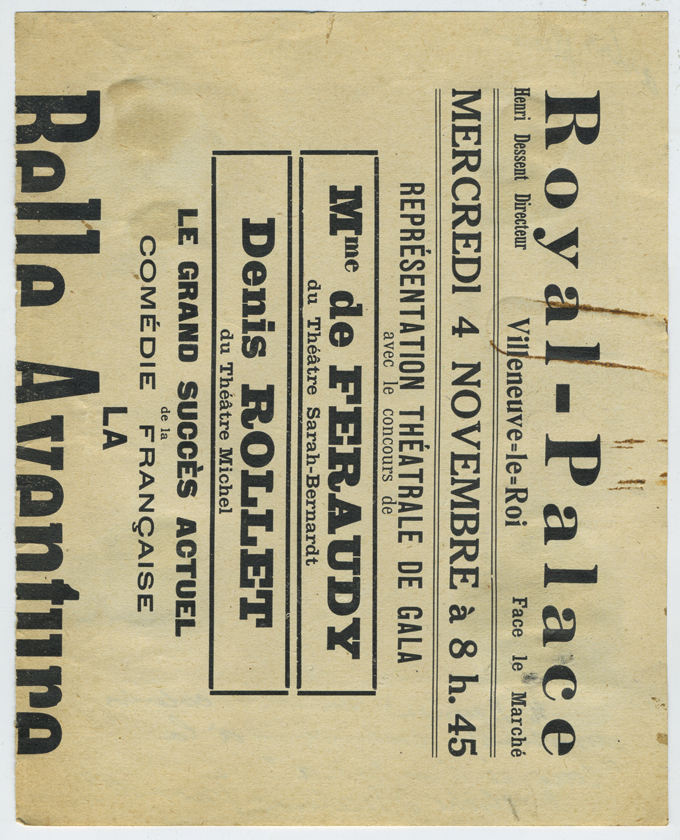 Royal-Palace
Henri Dessent Directeur Villeneuve=le=Roi Face le Marché
MERCREDI 4 NOVEMBRE à 8 h. 45
REPRÉSENTATION THÉATRALE DE GALA
avec le concours de
Mme de FERAUDY
du Théâtre Sarah-Bernardt
Denis ROLLET
du Théâtre Michel
LE GRAND SUCCÈS ACTUEL
de la
COMÉDIE FRANÇAISE
LA
Belle Aventure